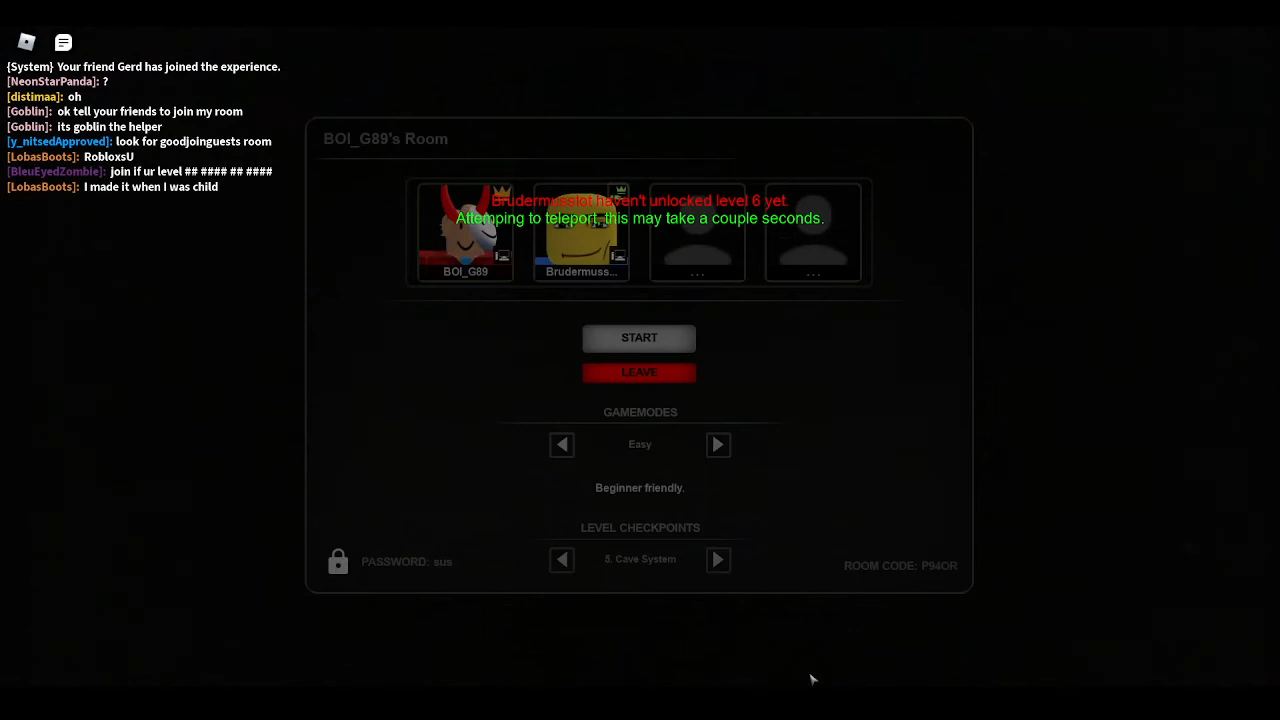 {System} Your friend Gerd has joined the experience.
[NeonStarPanda]: ?
[distimaa]: oh
[Goblin]: ok tell your friends to join my room
[Goblin]: its goblin the helper
[y_nitsedApproved]: look for goodjoinguests room
[LobasBoots]: RobloxsU
[BleuEyedZombie]: join if ur level ## #### ## ####
[LobasBoots]: I made it when I was child
BOI_G89's Room
Brudermusslot haven't unlocked level 6 yet.
Attemping to teleport, this may take a couple seconds.
BOI_G89
Brudermuss...
...
...
START
LEAVE
GAMEMODES
Easy
Beginner friendly.
LEVEL CHECKPOINTS
5. Cave System
PASSWORD: sus
ROOM CODE: P94OR